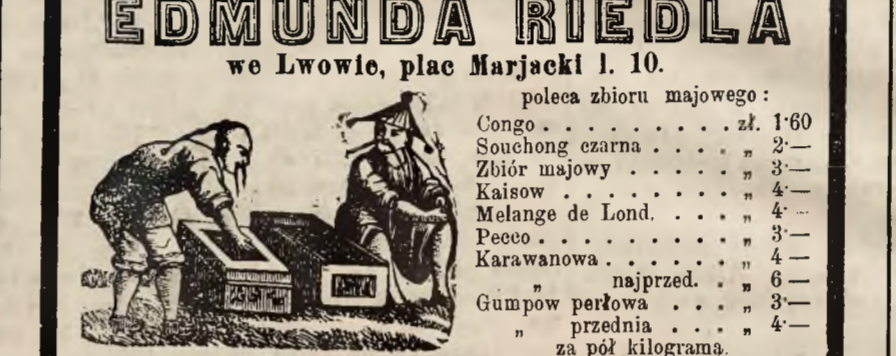 EDMUNDA RIEDLA
we Lwowie, plac Marjacki l. 10.
poleca zbioru majowego :
Congo . . . . . . . . . zł. 1·60
Souchong czarna . . . . „ 2·—
Zbiór majowy . . . . . „ 3·—
Kaisow . . . . . . . „ 4·—
Melange de Lond. . . . „ 4·—
Pecco . . . . . . . . „ 3·—
Karawanowa . . . . . . „ 4 —
„ najprzed. . „ 6 —
Gumpow perłowa . . . „ 3·—
„ przednia . . . „ 4·—
za pół kilograma.